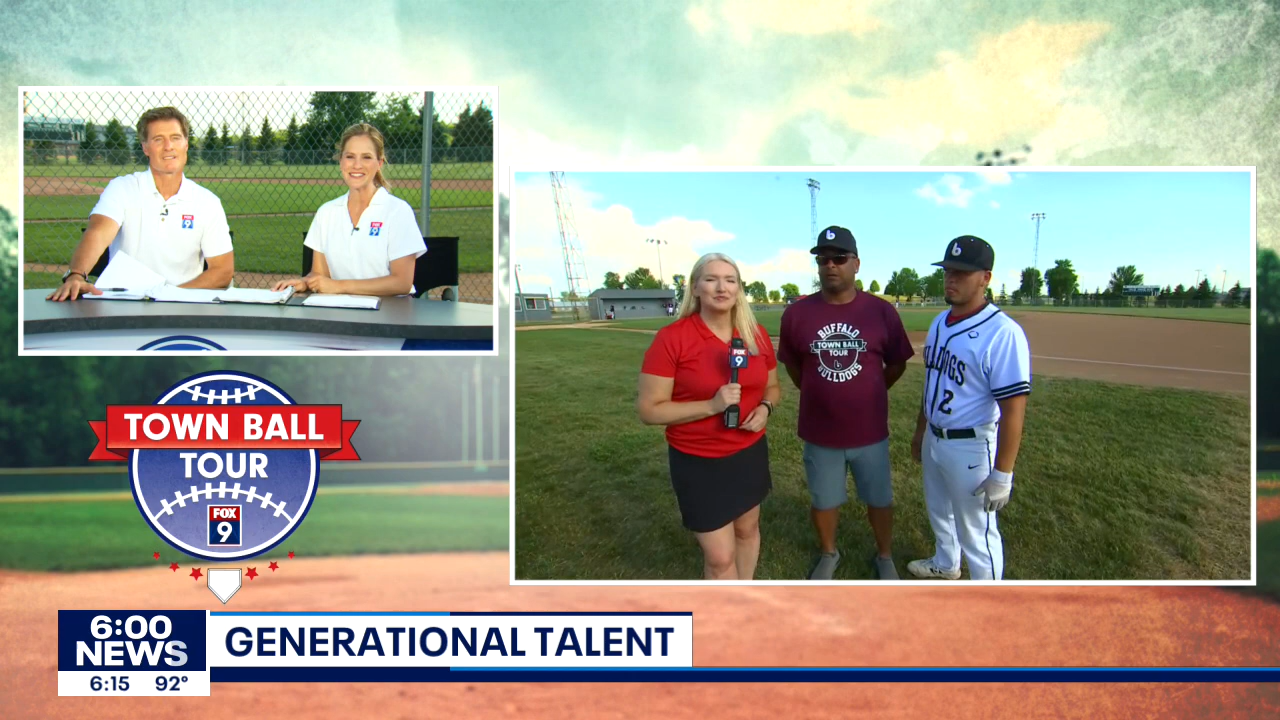 FOX
9
FOX
9
TOWN BALL
TOUR
FOX
9
FOX
9
b
BUFFALO
TOWN BALL
TOUR
b
BULLDOGS
b
BULLDOGS
2
6:00
NEWS
6:15 92°
GENERATIONAL TALENT